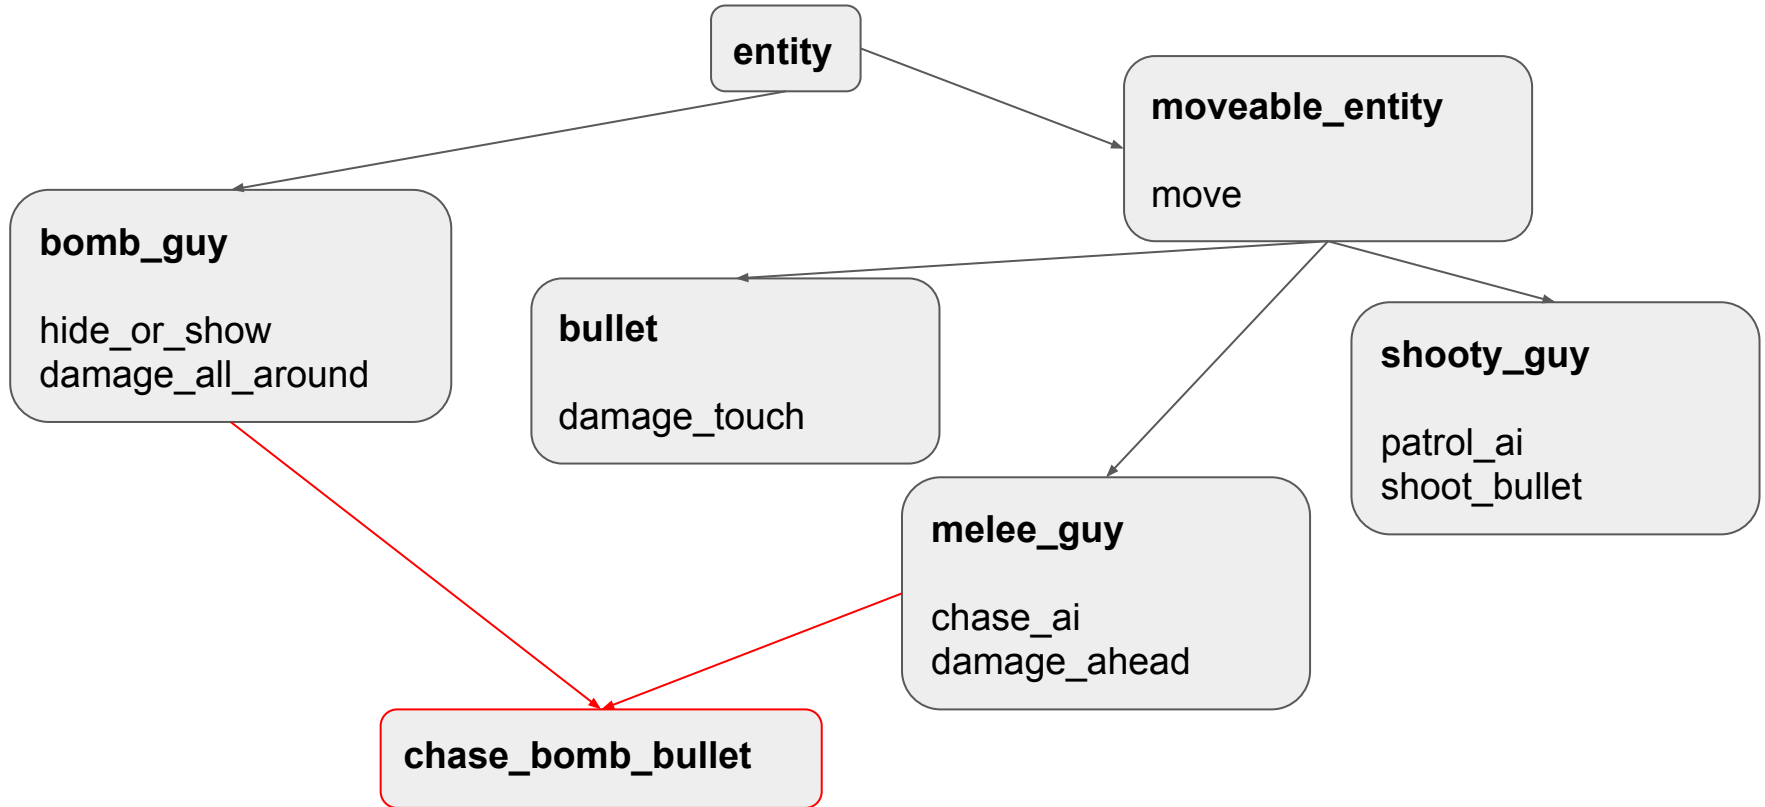 entity
moveable_entity
move
bomb_guy
hide_or_show
damage_all_around
bullet
damage_touch
shooty_guy
patrol_ai
shoot_bullet
melee_guy
chase_ai
damage_ahead
chase_bomb_bullet